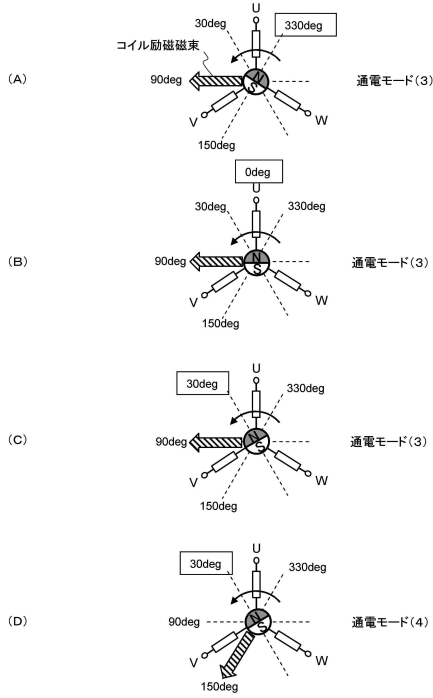 U
30deg
330deg
コイル励磁磁束
(A)
90deg
N
S
通電モード(3)
V
W
150deg
0deg
U
30deg
330deg
(B)
90deg
N
S
通電モード(3)
V
W
150deg
U
30deg
330deg
(C)
90deg
N
S
通電モード(3)
V
W
150deg
U
30deg
330deg
(D)
90deg
N
S
通電モード(4)
V
W
150deg